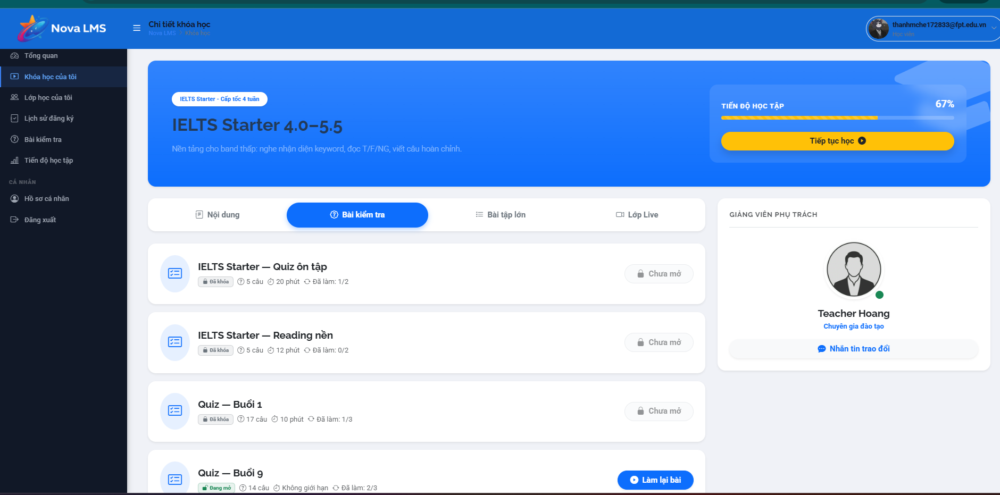 Nova LMS
Chi tiết khóa học
Nova LMS > Khóa học
thanhmche172833@fpt.edu.vn
Học viên
Tổng quan
Khóa học của tôi
Lớp học của tôi
Lịch sử đăng ký
Bài kiểm tra
Tiến độ học tập
CÁ NHÂN
Hồ sơ cá nhân
Đăng xuất
IELTS Starter - Cấp tốc 4 tuần
IELTS Starter 4.0–5.5
Nền tảng cho band thấp: nghe nhận diện keyword, đọc T/F/NG, viết câu hoàn chỉnh.
TIẾN ĐỘ HỌC TẬP 67%
Tiếp tục học
Nội dung Bài kiểm tra Bài tập lớn Lớp Live
IELTS Starter — Quiz ôn tập
Đã khóa 5 câu 20 phút Đã làm: 1/2
Chưa mở
IELTS Starter — Reading nền
Đã khóa 5 câu 12 phút Đã làm: 0/2
Chưa mở
Quiz — Buổi 1
Đã khóa 17 câu 10 phút Đã làm: 1/3
Chưa mở
Quiz — Buổi 9
Đang mở 14 câu Không giới hạn Đã làm: 2/3
Làm lại bài
GIẢNG VIÊN PHỤ TRÁCH
Teacher Hoang
Chuyên gia đào tạo
Nhắn tin trao đổi